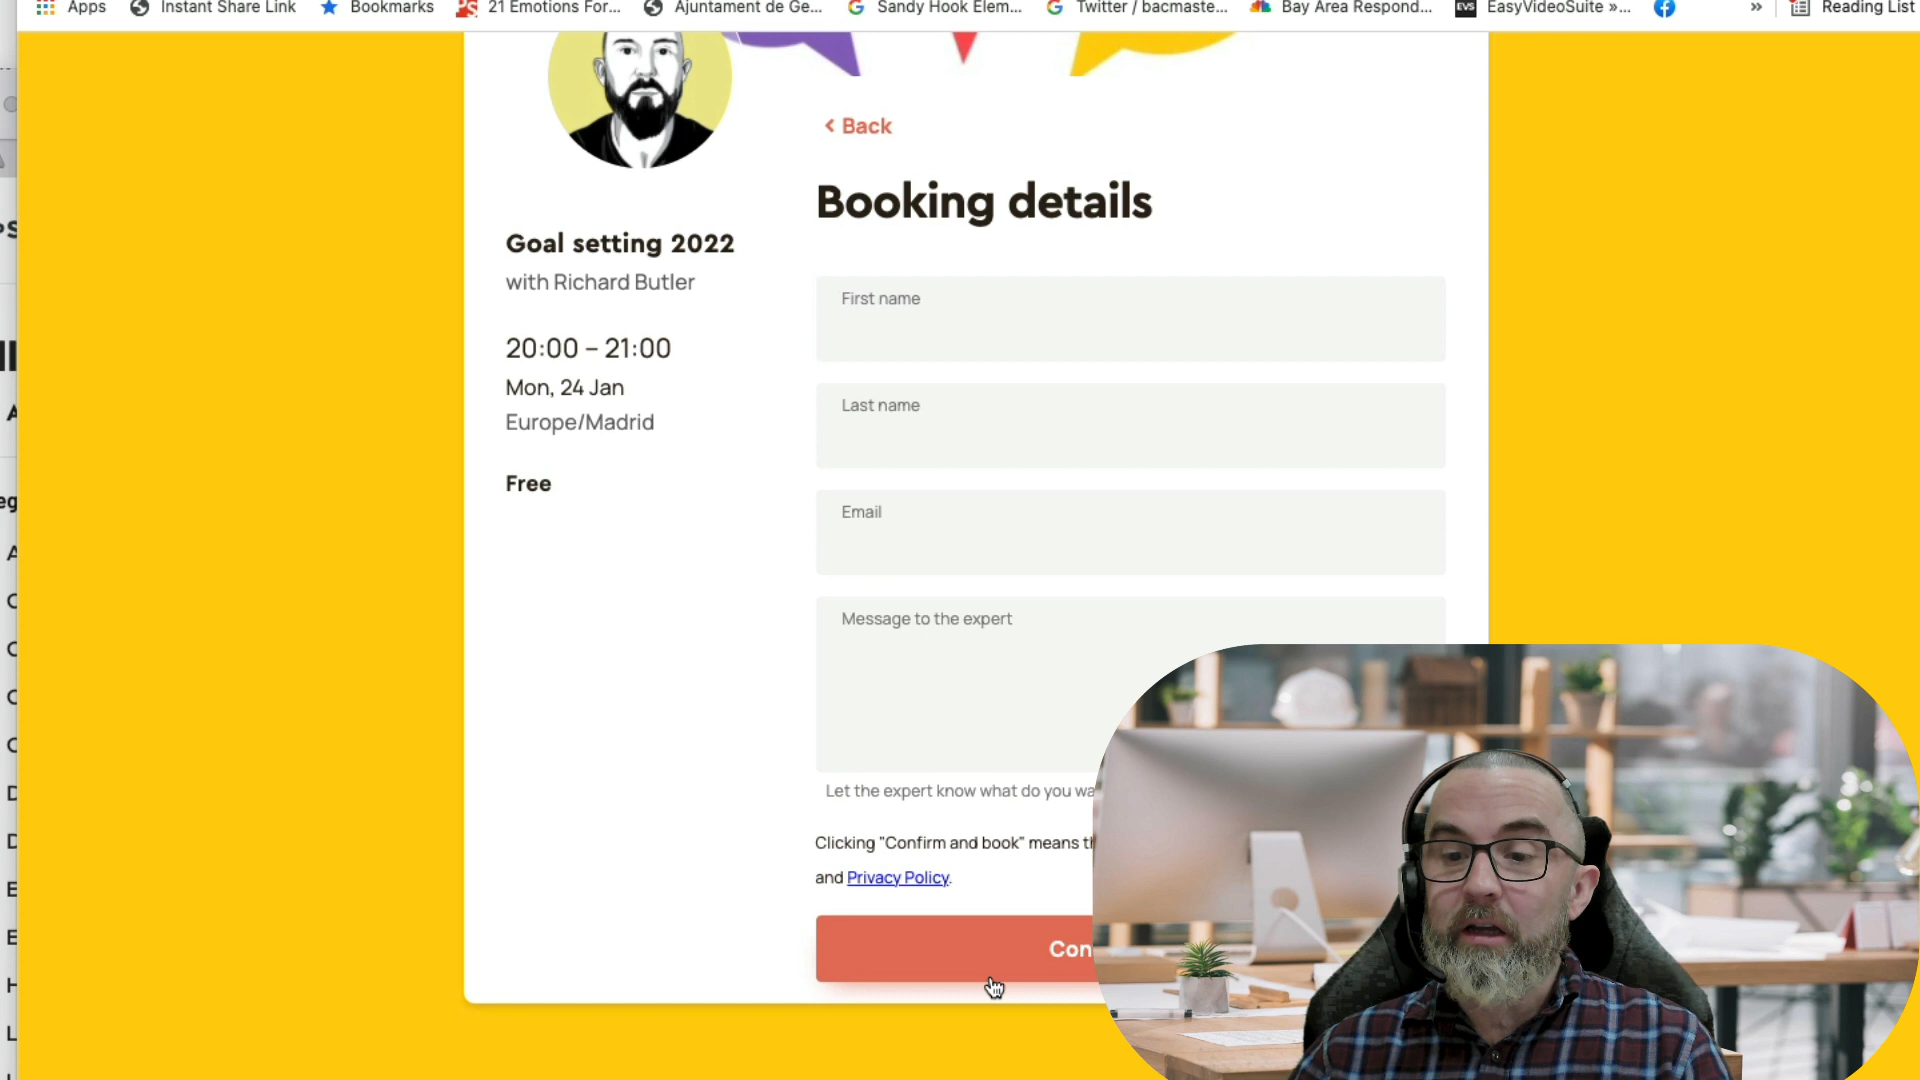 Apps
Instant Share Link
Bookmarks
21 Emotions For...
Ajuntament de Ge...
Sandy Hook Elem...
Twitter / bacmaste...
Bay Area Respond...
EVS
EasyVideoSuite »...
»
Reading List
< Back
Booking details
Goal setting 2022
with Richard Butler
20:00 – 21:00
Mon, 24 Jan
Europe/Madrid
Free
First name
Last name
Email
Message to the expert
Let the expert know what do you wa
Clicking "Confirm and book" means th
and Privacy Policy.
Con